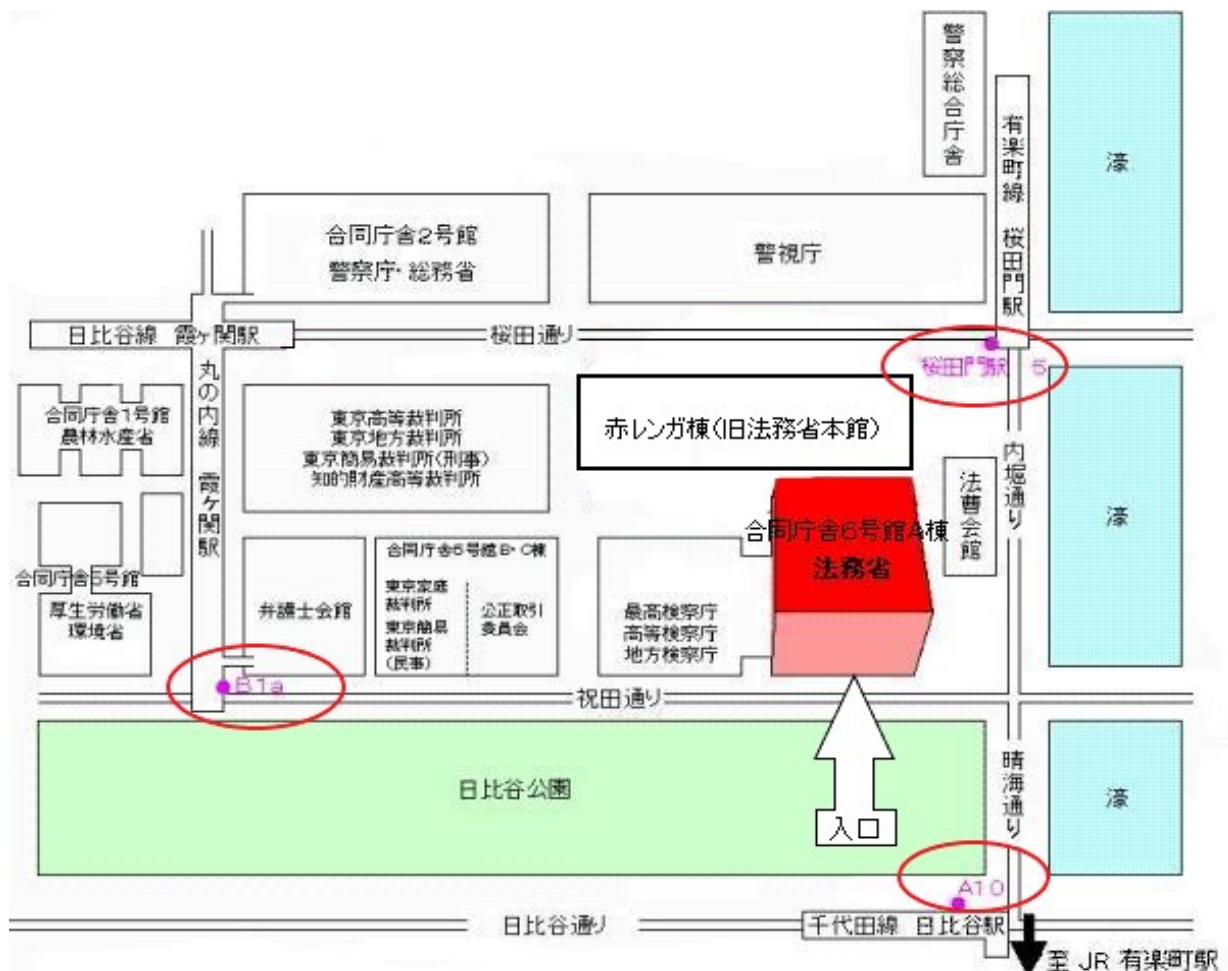 警察総合庁舎
有楽町線 桜田門駅
濠
合同庁舎2号館
警察庁・総務省
警視庁
日比谷線 霞ヶ関駅
桜田通り
桜田門駅 5
丸の内線 霞ヶ関駅
合同庁舎1号館
農林水産省
東京高等裁判所
東京地方裁判所
東京簡易裁判所(刑事)
知的財産高等裁判所
赤レンガ棟(旧法務省本館)
内堀通り
濠
法曹会館
合同庁舎6号館A棟
法務省
合同庁舎5号館
厚生労働省
環境省
弁護士会館
合同庁舎6号館B・C棟
東京家庭
裁判所
東京簡易
裁判所
(民事)
公正取引
委員会
最高検察庁
高等検察庁
地方検察庁
B1a
祝田通り
日比谷公園
入口
晴海通り
濠
A10
日比谷通り
千代田線 日比谷駅
至 JR 有楽町駅